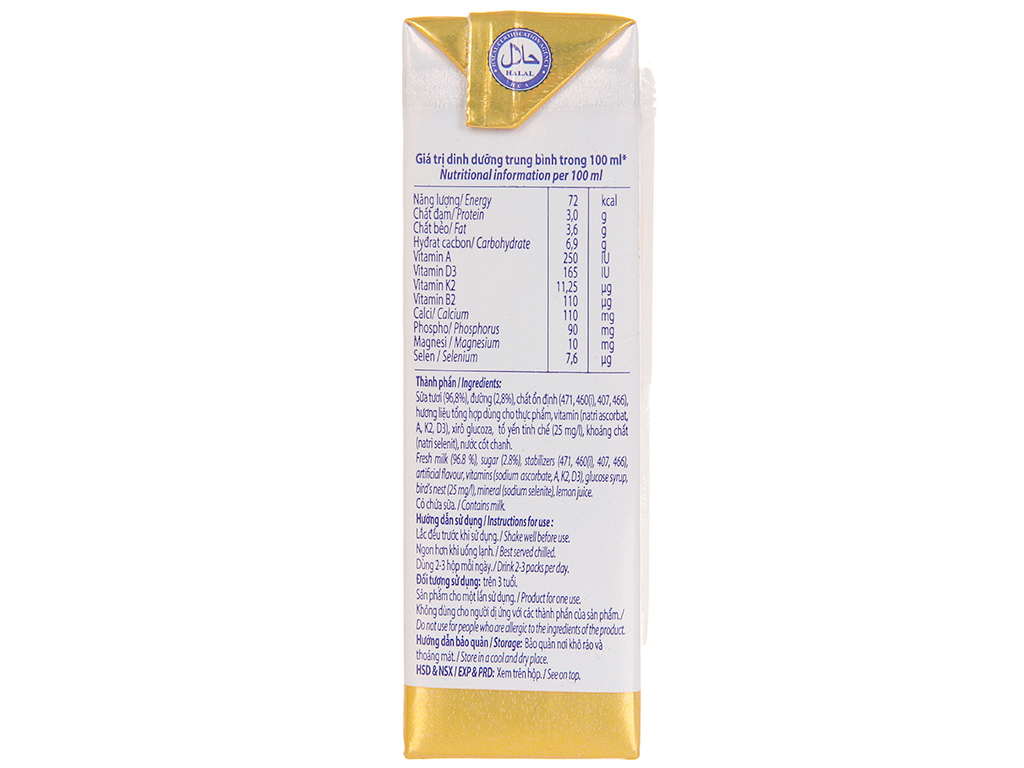 HALAL CERTIFICATION AGENCY
حلال
HALAL
HCA
Giá trị dinh dưỡng trung bình trong 100 ml*
Nutritional information per 100 ml
Năng lượng/ Energy 72 kcal
Chất đạm/ Protein 3,0 g
Chất béo/ Fat 3,6 g
Hyđrat cacbon/ Carbohydrate 6,9 g
Vitamin A 250 IU
Vitamin D3 165 IU
Vitamin K2 11,25 µg
Vitamin B2 110 µg
Calci/ Calcium 110 mg
Phospho/ Phosphorus 90 mg
Magnesi / Magnesium 10 mg
Selen / Selenium 7,6 µg
Thành phần / Ingredients:
Sữa tươi (96,8%), đường (2,8%), chất ổn định (471, 460(i), 407, 466),
hương liệu tổng hợp dùng cho thực phẩm, vitamin (natri ascorbat,
A, K2, D3), xirô glucoza, tổ yến tinh chế (25 mg/l), khoáng chất
(natri selenit), nước cốt chanh.
Fresh milk (96.8 %), sugar (2.8%), stabilizers (471, 460(i), 407, 466),
artificial flavour, vitamins (sodium ascorbate, A, K2, D3), glucose syrup,
bird's nest (25 mg/l), mineral (sodium selenite), lemon juice.
Có chứa sữa. / Contains milk.
Hướng dẫn sử dụng / Instructions for use :
Lắc đều trước khi sử dụng. / Shake well before use.
Ngon hơn khi uống lạnh. / Best served chilled.
Dùng 2-3 hộp mỗi ngày. / Drink 2-3 packs per day.
Đối tượng sử dụng: trên 3 tuổi.
Sản phẩm cho một lần sử dụng. / Product for one use.
Không dùng cho người dị ứng với các thành phần của sản phẩm. /
Do not use for people who are allergic to the ingredients of the product.
Hướng dẫn bảo quản / Storage: Bảo quản nơi khô ráo và
thoáng mát. / Store in a cool and dry place.
HSD & NSX / EXP & PRD: Xem trên hộp. / See on top.